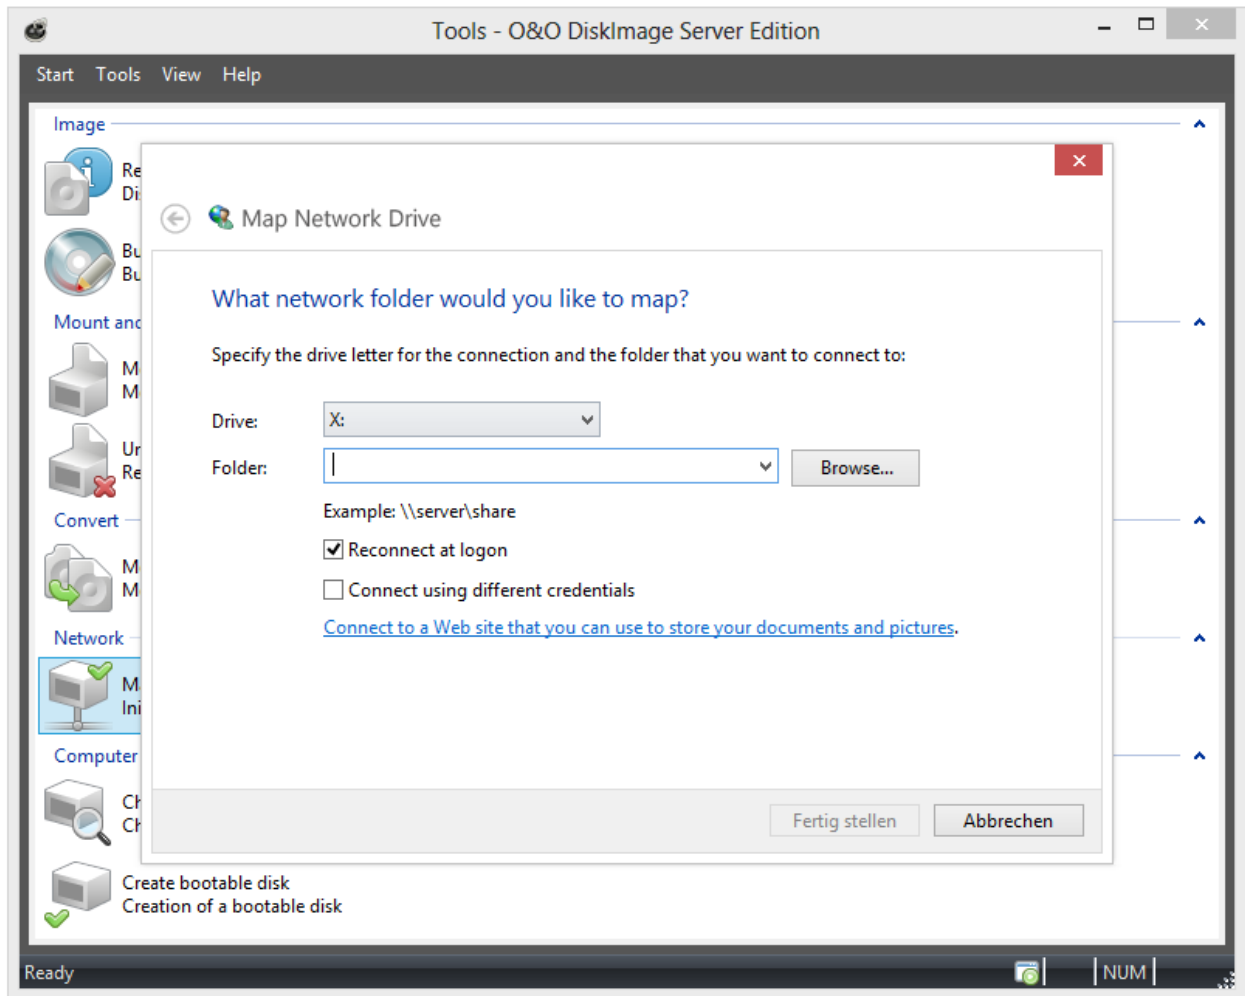 Tools - O&O DiskImage Server Edition
Start Tools View Help
Image
Map Network Drive
What network folder would you like to map?
Mount and
Specify the drive letter for the connection and the folder that you want to connect to:
Drive: X:
Folder: Browse...
Example: \\server\share
Convert
Reconnect at logon
Connect using different credentials
Connect to a Web site that you can use to store your documents and pictures.
Network
Computer
Fertig stellen Abbrechen
Create bootable disk
Creation of a bootable disk
Ready NUM